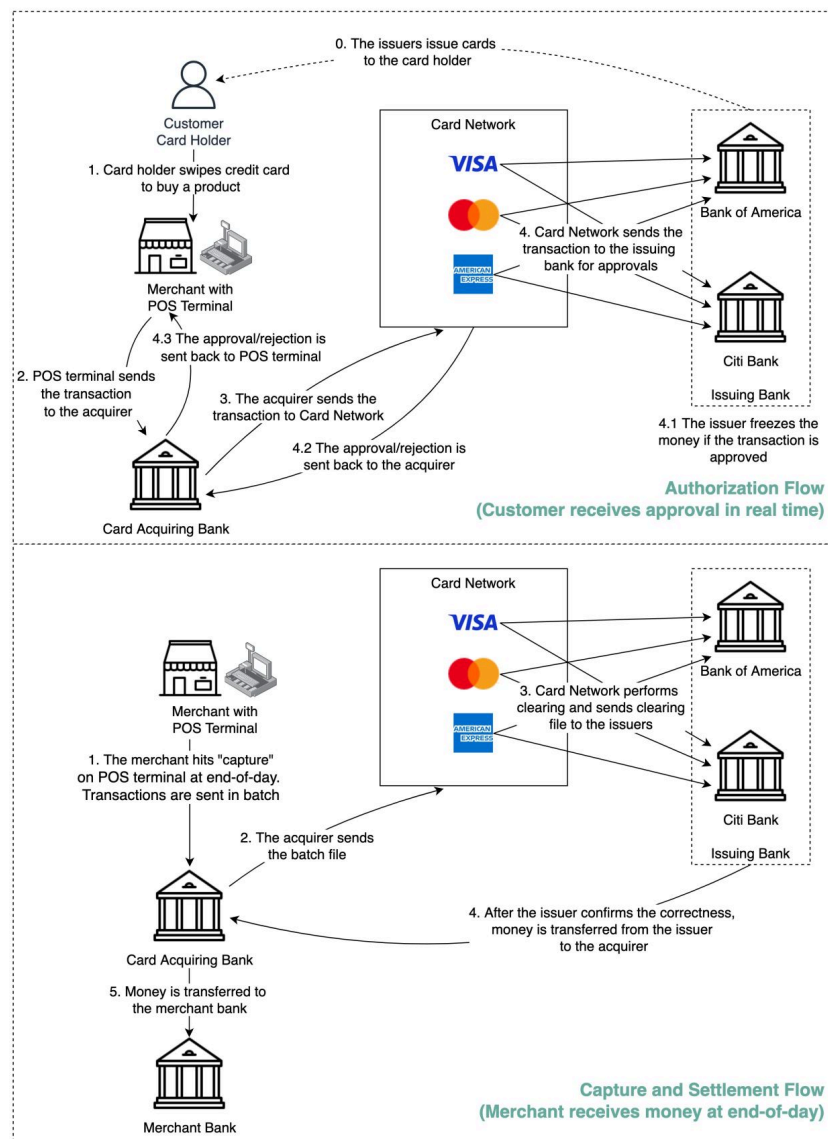 0. The issuers issue cards
to the card holder
Customer
Card Holder
1. Card holder swipes credit card
to buy a product
Merchant with
POS Terminal
2. POS terminal sends
the transaction
to the acquirer
4.3 The approval/rejection is
sent back to POS terminal
Card Acquiring Bank
3. The acquirer sends the
transaction to Card Network
4.2 The approval/rejection is
sent back to the acquirer
Card Network
VISA
AMERICAN
EXPRESS
4. Card Network sends the
transaction to the issuing
bank for approvals
Bank of America
Citi Bank
Issuing Bank
4.1 The issuer freezes the
money if the transaction is
approved
Authorization Flow
(Customer receives approval in real time)
Card Network
VISA
AMERICAN
EXPRESS
3. Card Network performs
clearing and sends clearing
file to the issuers
Bank of America
Citi Bank
Issuing Bank
Merchant with
POS Terminal
1. The merchant hits "capture"
on POS terminal at end-of-day.
Transactions are sent in batch
2. The acquirer sends
the batch file
Card Acquiring Bank
4. After the issuer confirms the correctness,
money is transferred from the issuer
to the acquirer
5. Money is transferred to
the merchant bank
Merchant Bank
Capture and Settlement Flow
(Merchant receives money at end-of-day)